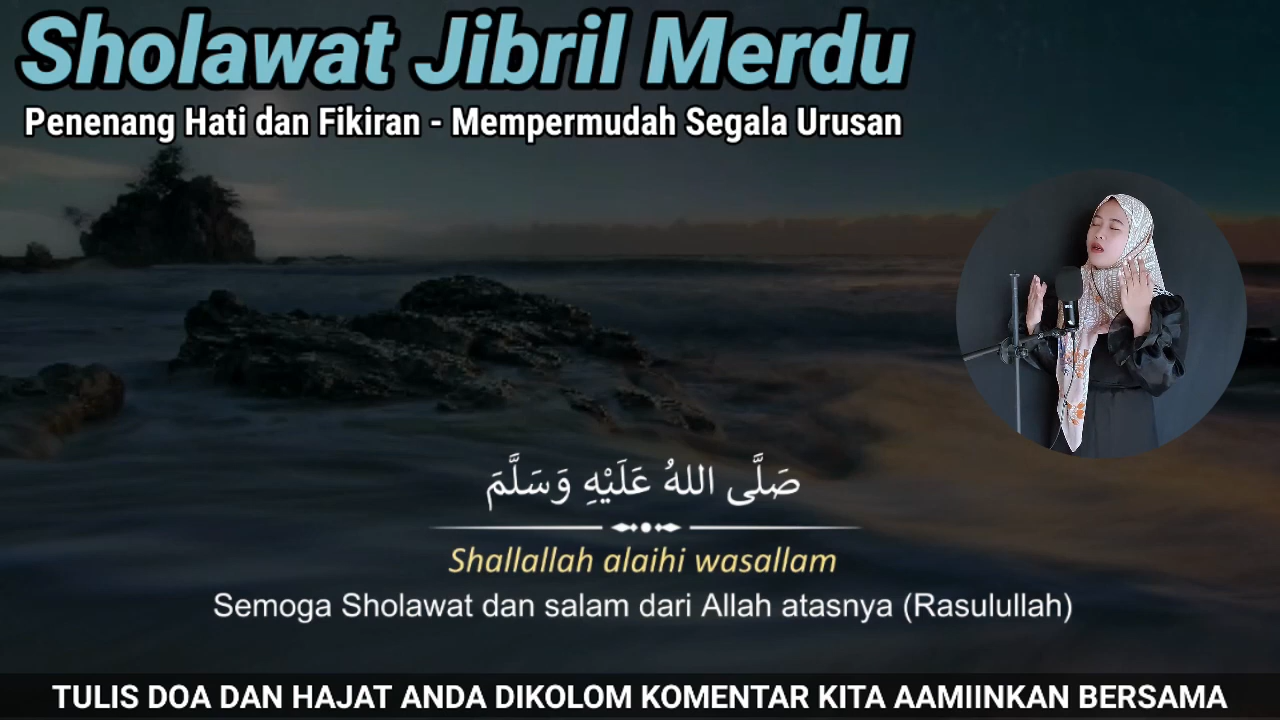 Sholawat Jibril Merdu
Penenang Hati dan Fikiran - Mempermudah Segala Urusan
صَلَّى اللهُ عَلَيْهِ وَسَلَّمَ
Shallallah alaihi wasallam
Semoga Sholawat dan salam dari Allah atasnya (Rasulullah)
TULIS DOA DAN HAJAT ANDA DIKOLOM KOMENTAR KITA AAMIINKAN BERSAMA